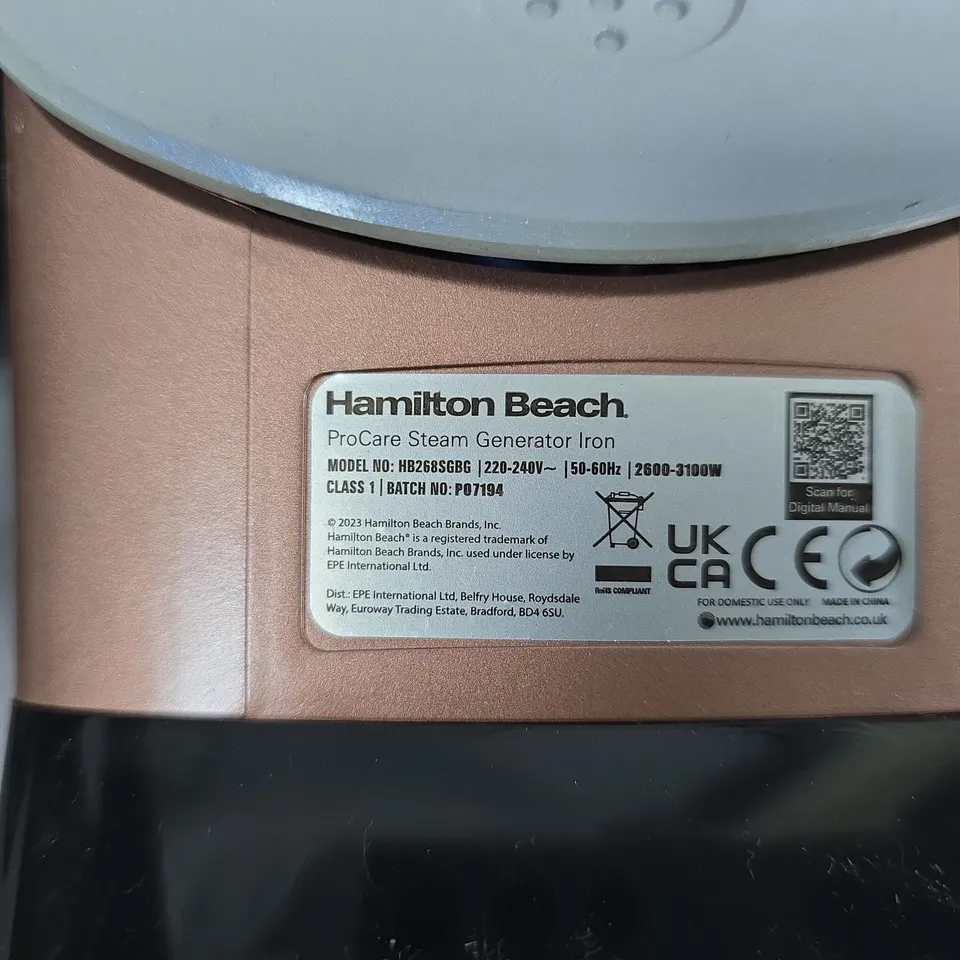 Hamilton Beach.
ProCare Steam Generator Iron
MODEL NO: HB268SGBG | 220-240V~ | 50-60Hz | 2600-3100W
CLASS 1 | BATCH NO: P07194
Scan for
Digital Manual
© 2023 Hamilton Beach Brands, Inc.
Hamilton Beach® is a registered trademark of
Hamilton Beach Brands, Inc. used under license by
EPE International Ltd.
Dist.: EPE International Ltd, Belfry House, Roydsdale
Way, Euroway Trading Estate, Bradford, BD4 6SU.
RoHS COMPLIANT
UK
CA
CE
FOR DOMESTIC USE ONLY MADE IN CHINA
www.hamiltonbeach.co.uk